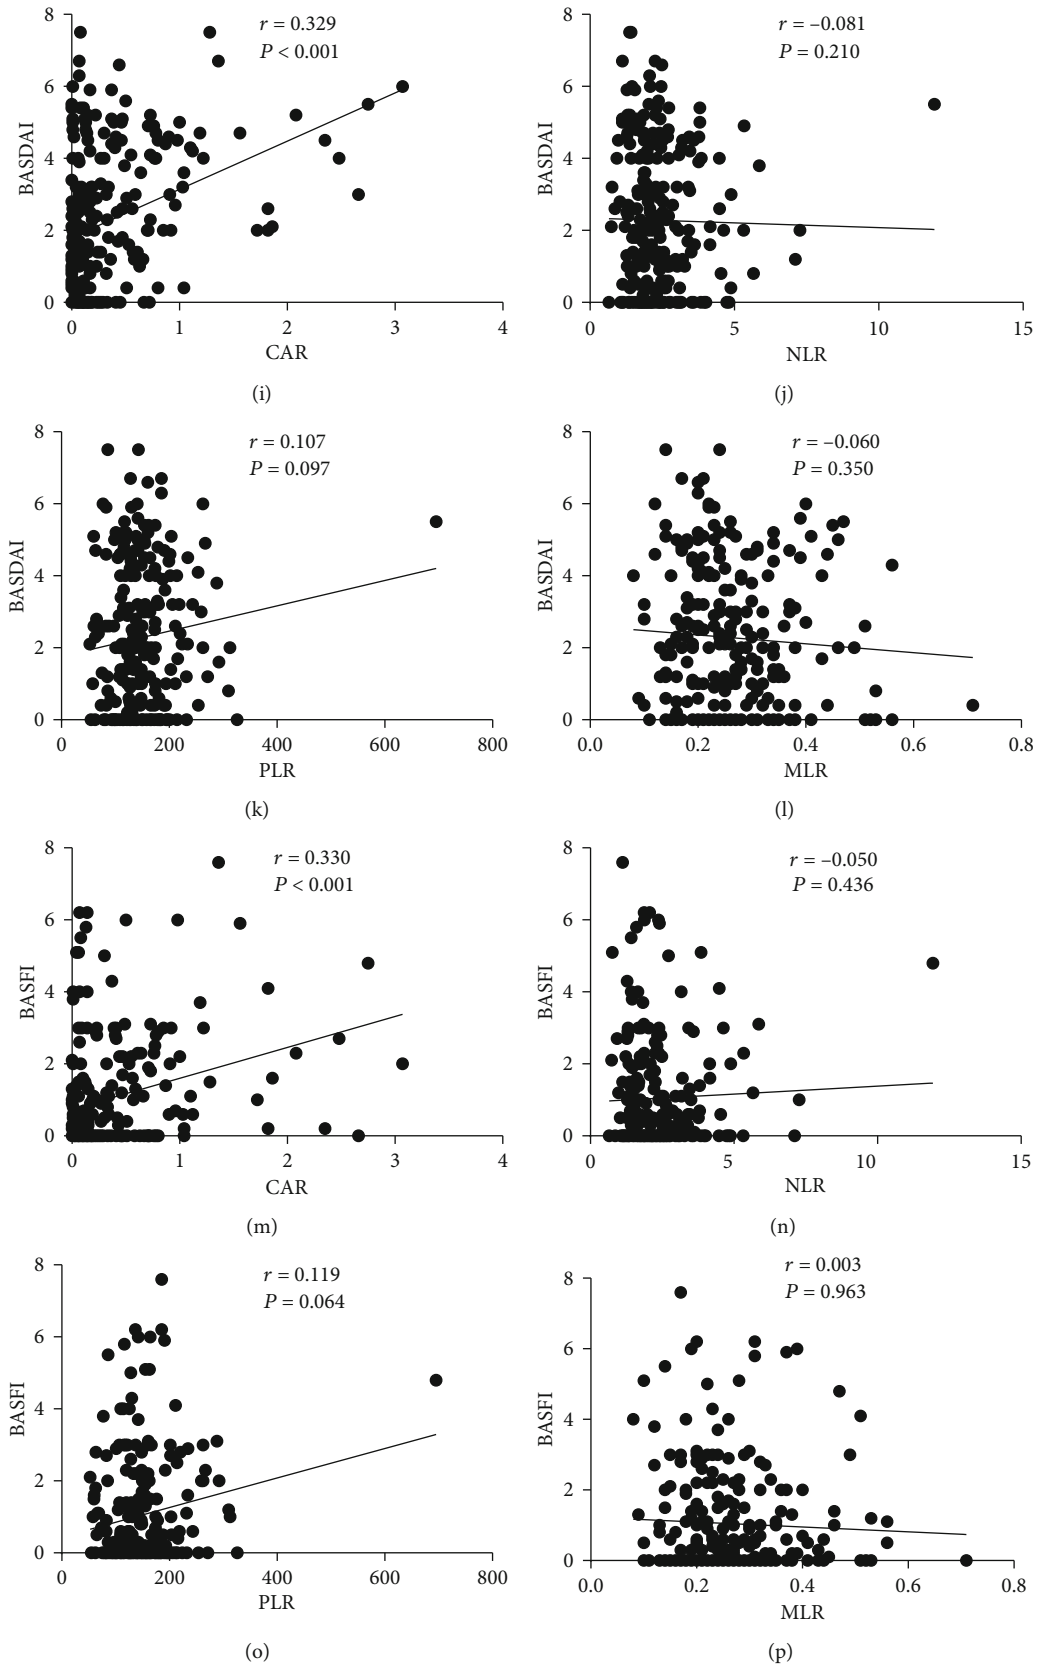 r = 0.329
P < 0.001
8
6
4
2
0
BASDAI
0 1 2 3 4
CAR
(i)
r = –0.081
P = 0.210
8
6
4
2
0
BASDAI
0 5 10 15
NLR
(j)
r = 0.107
P = 0.097
8
6
4
2
0
BASDAI
0 200 400 600 800
PLR
(k)
r = –0.060
P = 0.350
8
6
4
2
0
BASDAI
0.0 0.2 0.4 0.6 0.8
MLR
(l)
r = 0.330
P < 0.001
8
6
4
2
0
BASFI
0 1 2 3 4
CAR
(m)
r = –0.050
P = 0.436
8
6
4
2
0
BASFI
0 5 10 15
NLR
(n)
r = 0.119
P = 0.064
8
6
4
2
0
BASFI
0 200 400 600 800
PLR
(o)
r = 0.003
P = 0.963
8
6
4
2
0
BASFI
0.0 0.2 0.4 0.6 0.8
MLR
(p)